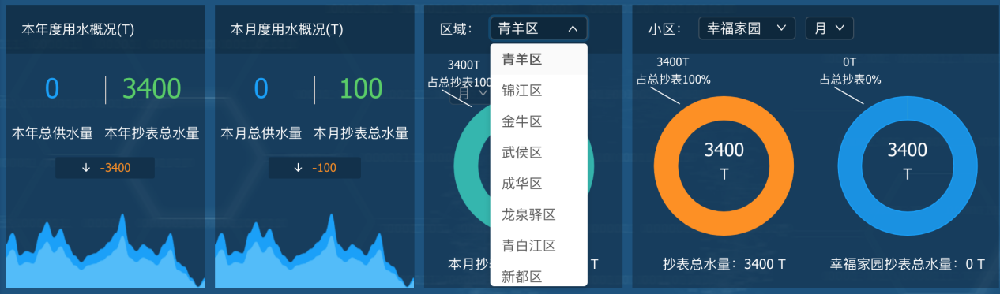 本年度用水概况(T)
0
3400
本年总供水量
本年抄表总水量
↓ -3400
本月度用水概况(T)
0
100
本月总供水量
本月抄表总水量
↓ -100
区域：
青羊区
3400T
占总抄表100
月
青羊区
锦江区
金牛区
武侯区
成华区
龙泉驿区
青白江区
新都区
本月抄
T
小区：
幸福家园
月
3400T
占总抄表100%
3400
T
抄表总水量：3400 T
0T
占总抄表0%
3400
T
幸福家园抄表总水量：0 T